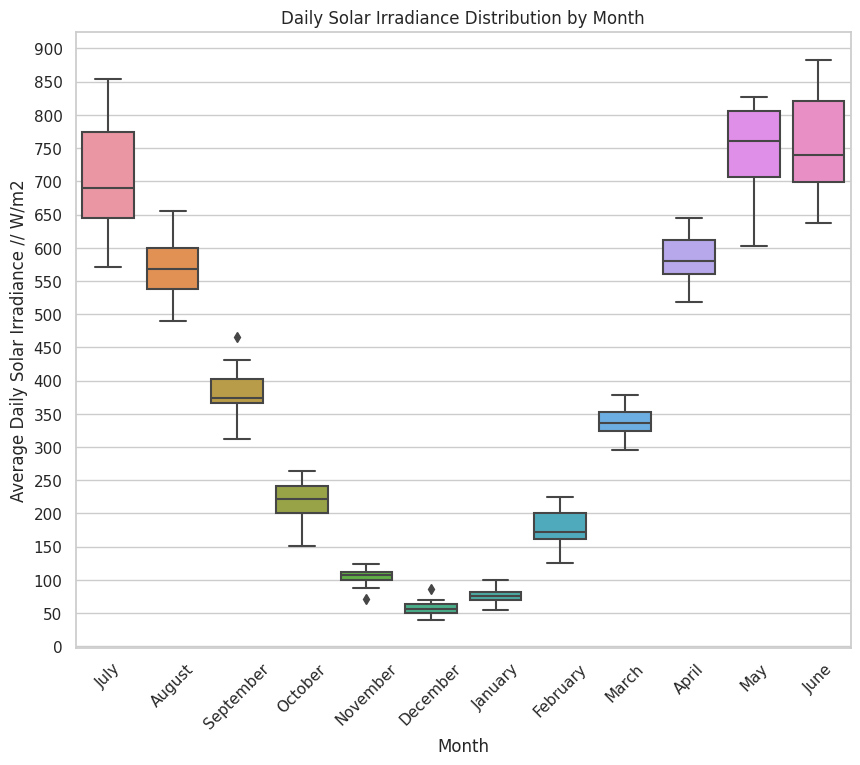 Daily Solar Irradiance Distribution by Month
Average Daily Solar Irradiance // W/m2
900
850
800
750
700
650
600
550
500
450
400
350
300
250
200
150
100
50
0
July
August
September
October
November
December
January
February
March
April
May
June
Month